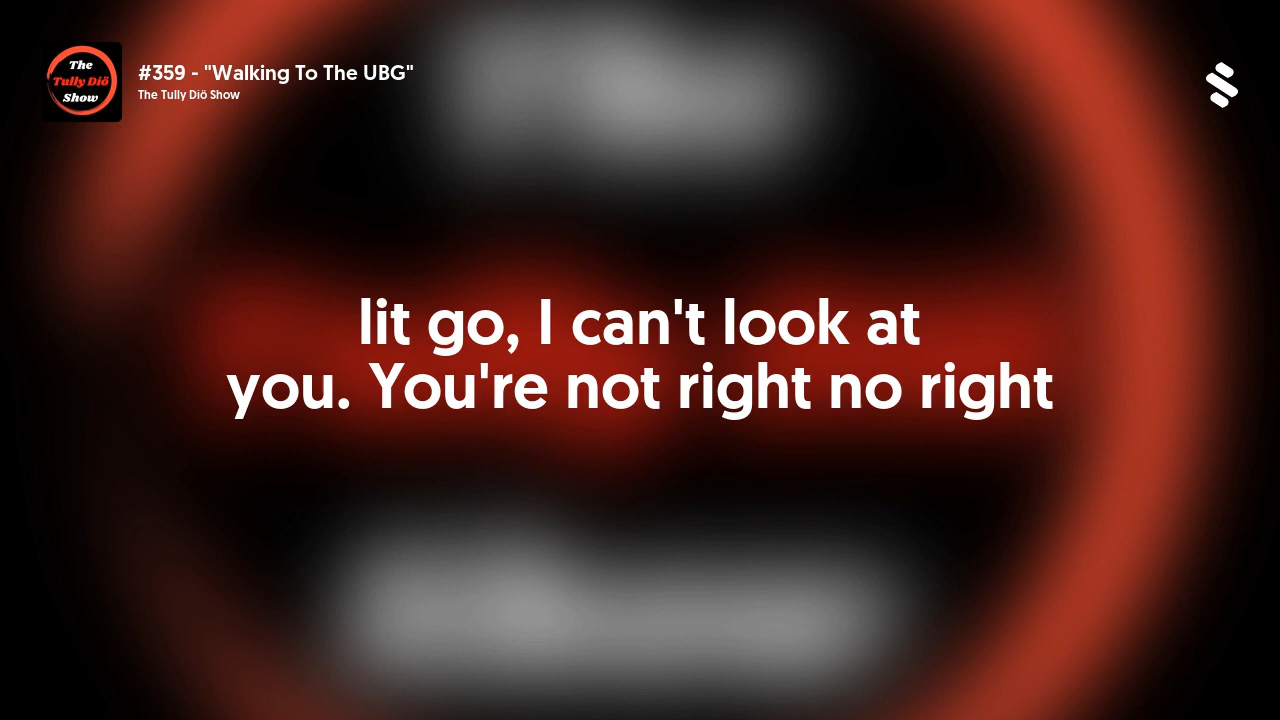 The
Tully Diö
Show
#359 - "Walking To The UBG"
The Tully Diö Show
lit go, I can't look at
you. You're not right no right